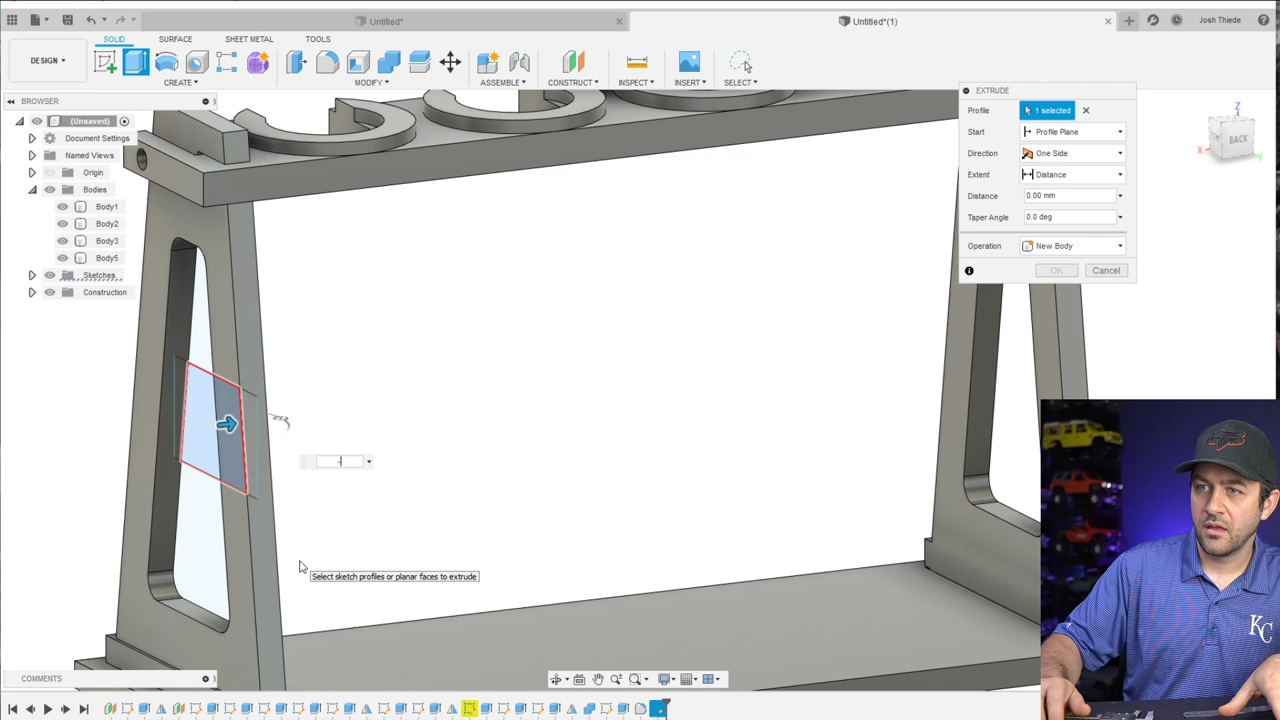 Untitled*
Untitled*(1)
Josh Thiede
DESIGN
SOLID
SURFACE
SHEET METAL
TOOLS
CREATE
MODIFY
ASSEMBLE
CONSTRUCT
INSPECT
INSERT
SELECT
BROWSER
(Unsaved)
Document Settings
Named Views
Origin
Bodies
Body1
Body2
Body3
Body5
Sketches
Construction
EXTRUDE
Profile
1 selected
Start
Profile Plane
Direction
One Side
Extent
Distance
Distance
0.00 mm
Taper Angle
0.0 deg
Operation
New Body
OK
Cancel
Z
BACK
X
Y
Select sketch profiles or planar faces to extrude
KC
COMMENTS